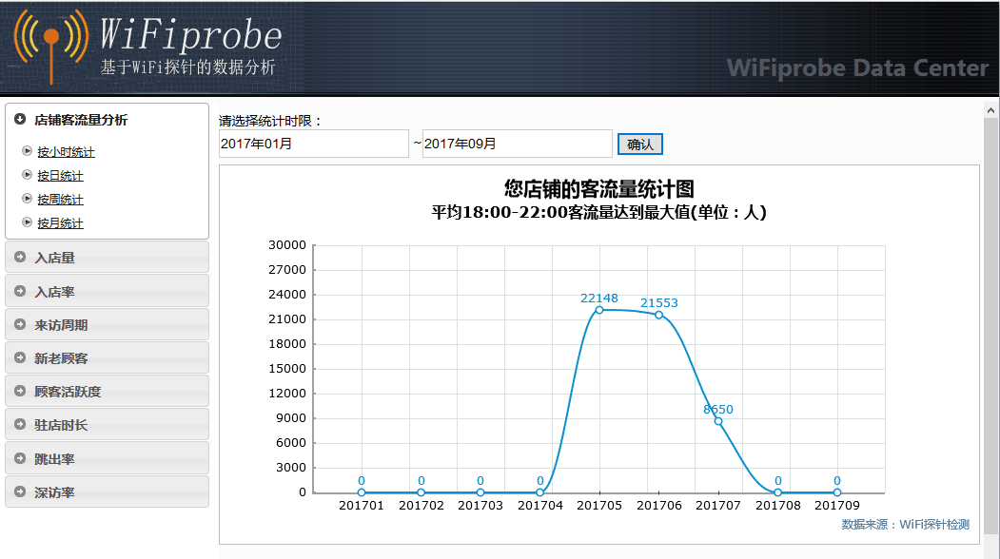 WiFiprobe
基于WiFi探针的数据分析
WiFiprobe Data Center
店铺客流量分析
按小时统计
按日统计
按周统计
按月统计
入店量
入店率
来访周期
新老顾客
顾客活跃度
驻店时长
跳出率
深访率
请选择统计时限：
2017年01月 ~ 2017年09月 确认
您店铺的客流量统计图
平均18:00-22:00客流量达到最大值(单位：人)
30000
27000
24000
21000
18000
15000
12000
9000
6000
3000
0
0 0 0 0 22148 21553 8650 0 0
201701 201702 201703 201704 201705 201706 201707 201708 201709
数据来源：WiFi探针检测